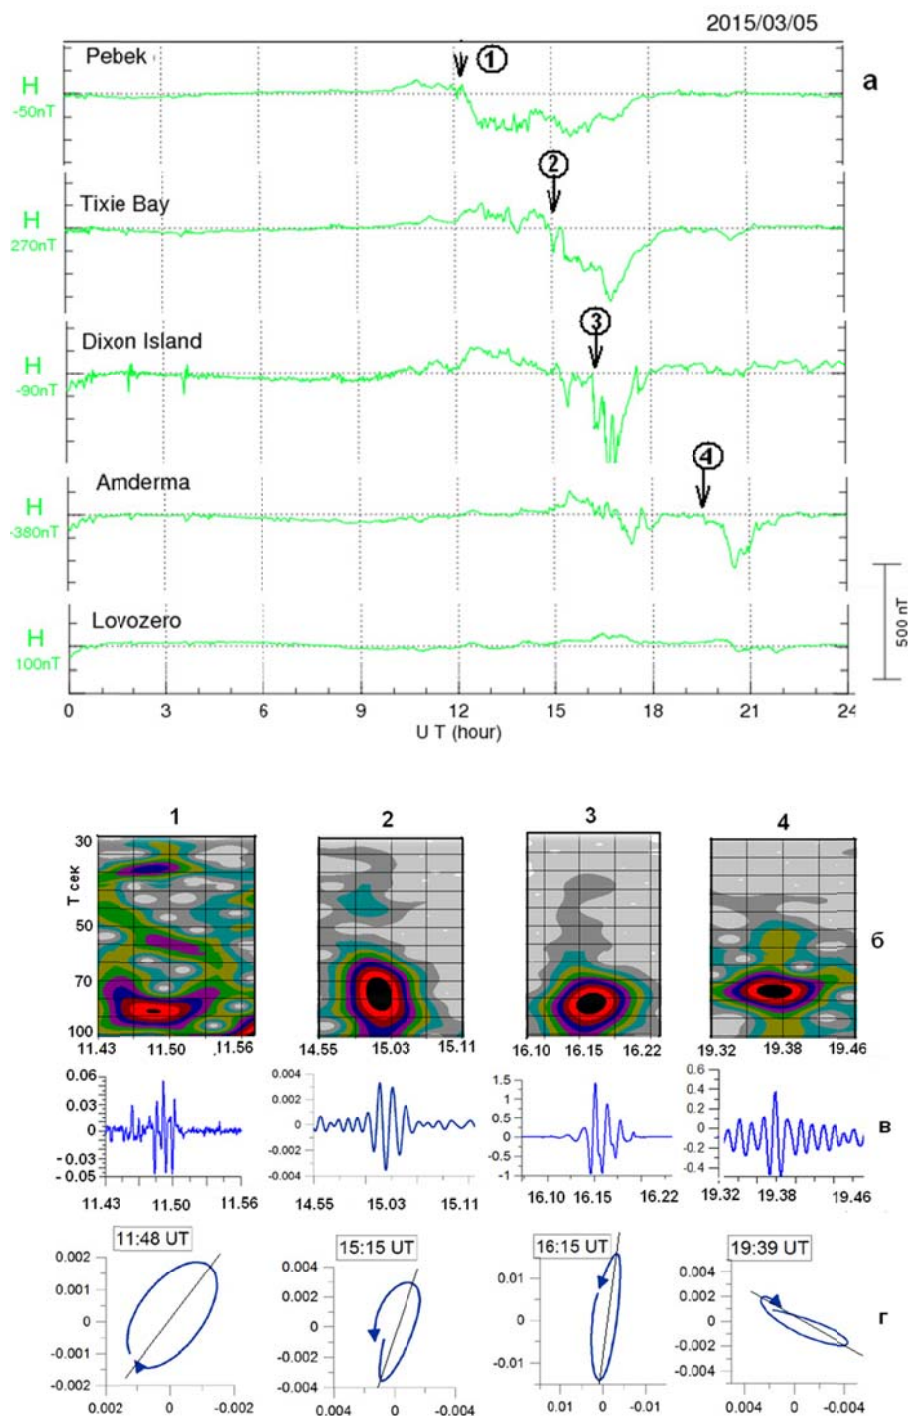 2015/03/05
Pebek
1
a
H
-50nT
2
Tixie Bay
H
270nT
3
Dixon Island
H
-90nT
4
Amderma
H
-380nT
Lovozero
H
100nT
500 nT
0 3 6 9 12 15 18 21 24
U T (hour)
1 2 3 4
Т сек
30
50
70
100
б
11.43 11.50 11.56
14.55 15.03 15.11
16.10 16.15 16.22
19.32 19.38 19.46
0.06
0.03
0
-0.03
-0.05
11.43 11.50 11.56
0.004
0.002
0.000
-0.002
-0.004
14.55 15.03 15.11
1.5
1.0
0.5
0
-0.5
-1
16.10 16.15 16.22
0.6
0.4
0.2
0
-0.2
-0.4
19.32 19.38 19.46
в
11:48 UT
0.002
0.001
0
-0.001
-0.002
0.002 0 -0.002
15:15 UT
0.004
0.002
0
-0.002
-0.004
0.004 0 -0.004
16:15 UT
0.01
0
-0.01
0.01 0 -0.01
19:39 UT
0.004
0.002
0
-0.002
-0.004
0.004 0 -0.004
г